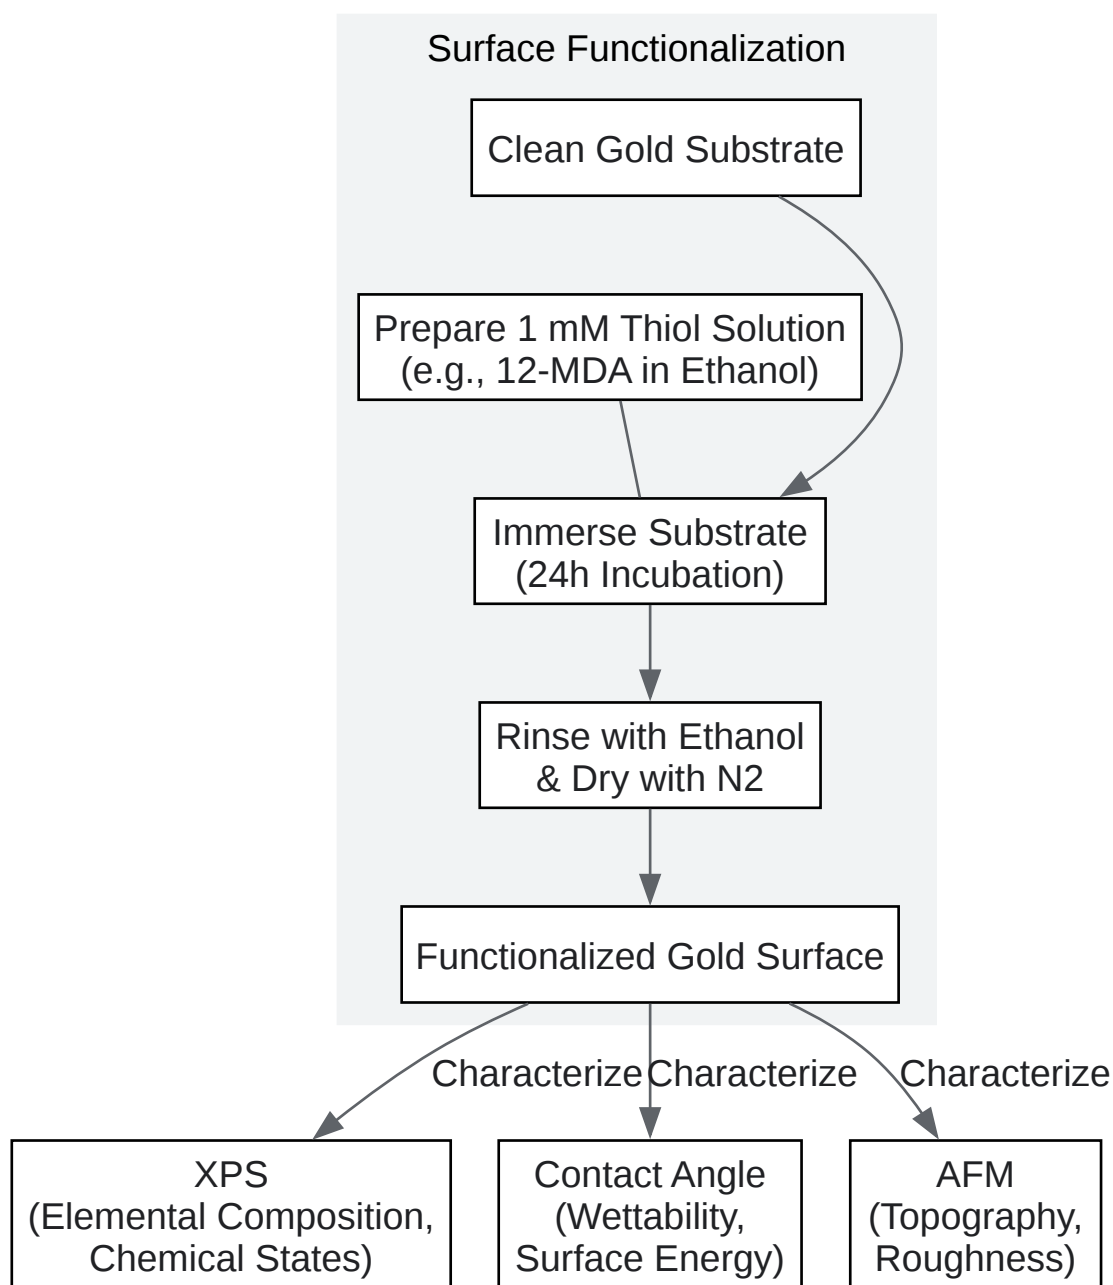 Surface Functionalization
Clean Gold Substrate
Prepare 1 mM Thiol Solution
(e.g., 12-MDA in Ethanol)
Immerse Substrate
(24h Incubation)
Rinse with Ethanol
& Dry with N2
Functionalized Gold Surface
Characterize Characterize Characterize
XPS
(Elemental Composition,
Chemical States)
Contact Angle
(Wettability,
Surface Energy)
AFM
(Topography,
Roughness)